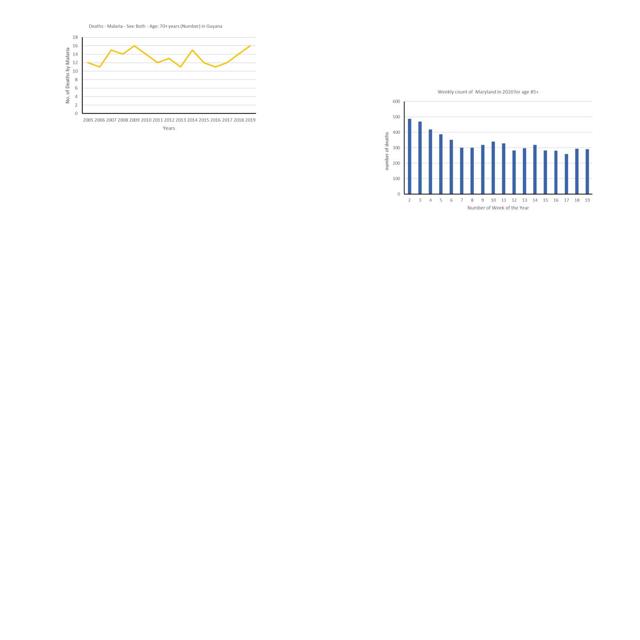 Deaths - Malaria - Sex: Both - Age: 70+ years (Number) in Guyana
No. of Deaths by Malaria
18
16
14
12
10
8
6
4
2
0
2005 2006 2007 2008 2009 2010 2011 2012 2013 2014 2015 2016 2017 2018 2019
Years
Weekly count of Maryland in 2020 for age 85+
number of deaths
600
500
400
300
200
100
0
2 3 4 5 6 7 8 9 10 11 12 13 14 15 16 17 18 19
Number of Week of the Year